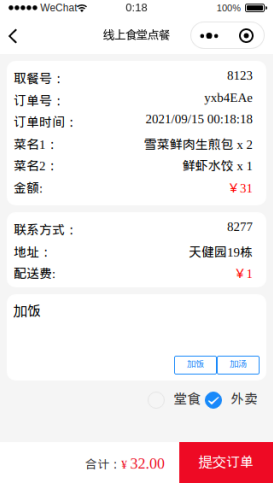 WeChat 0:18 100%
线上食堂点餐
取餐号： 8123
订单号： yxb4EAe
订单时间： 2021/09/15 00:18:18
菜名1： 雪菜鲜肉生煎包 x 2
菜名2： 鲜虾水饺 x 1
金额: ￥31
联系方式： 8277
地址： 天健园19栋
配送费: ￥1
加饭
加饭 加汤
堂食 外卖
合计：￥32.00 提交订单